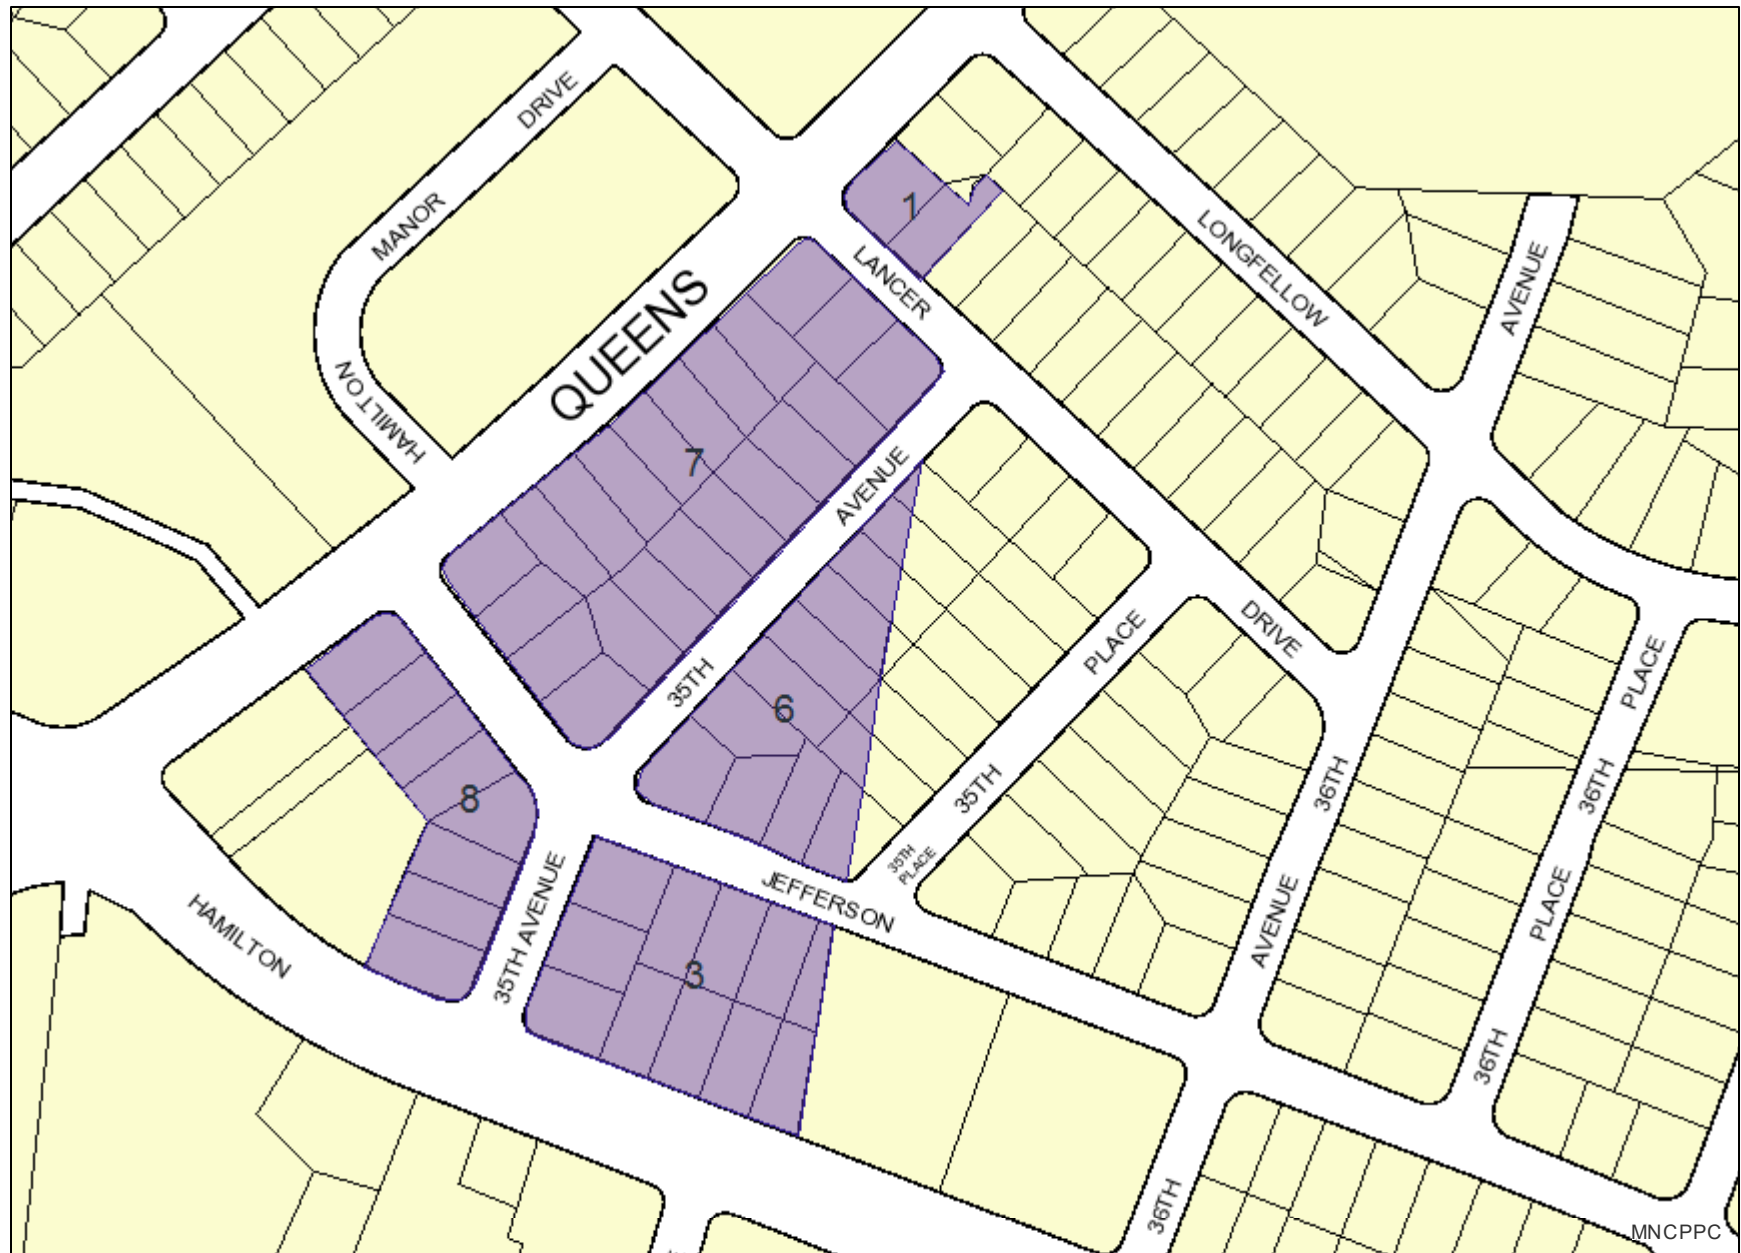 DRIVE
MANOR
HAMILTON
QUEENS
1
LANCER
LONGFELLOW
AVENUE
7
AVENUE
35TH
6
PLACE
35TH
DRIVE
35TH
PLACE
8
35TH AVENUE
JEFFERSON
3
HAMILTON
36TH
AVENUE
PLACE
36TH
PLACE
36TH
36TH
MNCPPC